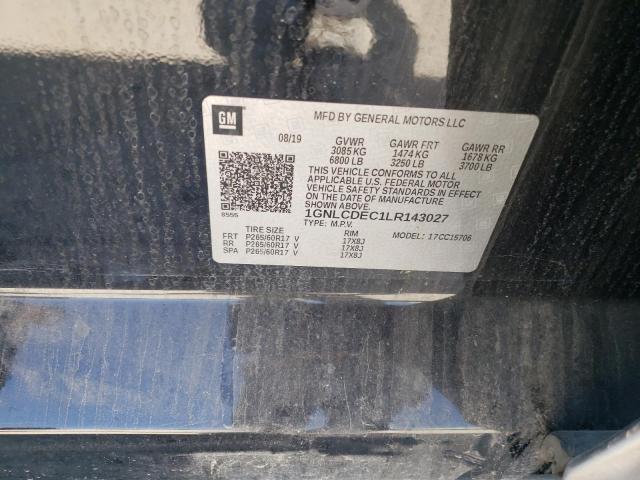 GM
MFD BY GENERAL MOTORS LLC
08/19 GVWR GAWR FRT GAWR RR
3085 KG 1474 KG 1678 KG
6800 LB 3250 LB 3700 LB
THIS VEHICLE CONFORMS TO ALL
APPLICABLE U.S. FEDERAL MOTOR
VEHICLE SAFETY STANDARDS IN EFFECT
ON THE DATE OF MANUFACTURE
SHOWN ABOVE.
1GNLCDEC1LR143027
8555 TYPE: M.P.V. MODEL: 17CC15706
TIRE SIZE RIM
FRT P265/60R17 V 17X8J
RR P265/60R17 V 17X8J
SPA P265/60R17 V 17X8J